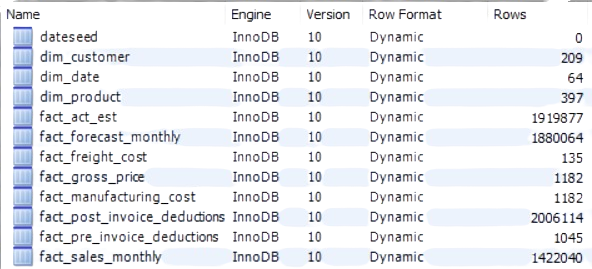 Name Engine Version Row Format Rows
dateseed InnoDB 10 Dynamic 0
dim_customer InnoDB 10 Dynamic 209
dim_date InnoDB 10 Dynamic 64
dim_product InnoDB 10 Dynamic 397
fact_act_est InnoDB 10 Dynamic 1919877
fact_forecast_monthly InnoDB 10 Dynamic 1880064
fact_freight_cost InnoDB 10 Dynamic 135
fact_gross_price InnoDB 10 Dynamic 1182
fact_manufacturing_cost InnoDB 10 Dynamic 1182
fact_post_invoice_deductions InnoDB 10 Dynamic 2006114
fact_pre_invoice_deductions InnoDB 10 Dynamic 1045
fact_sales_monthly InnoDB 10 Dynamic 1422040